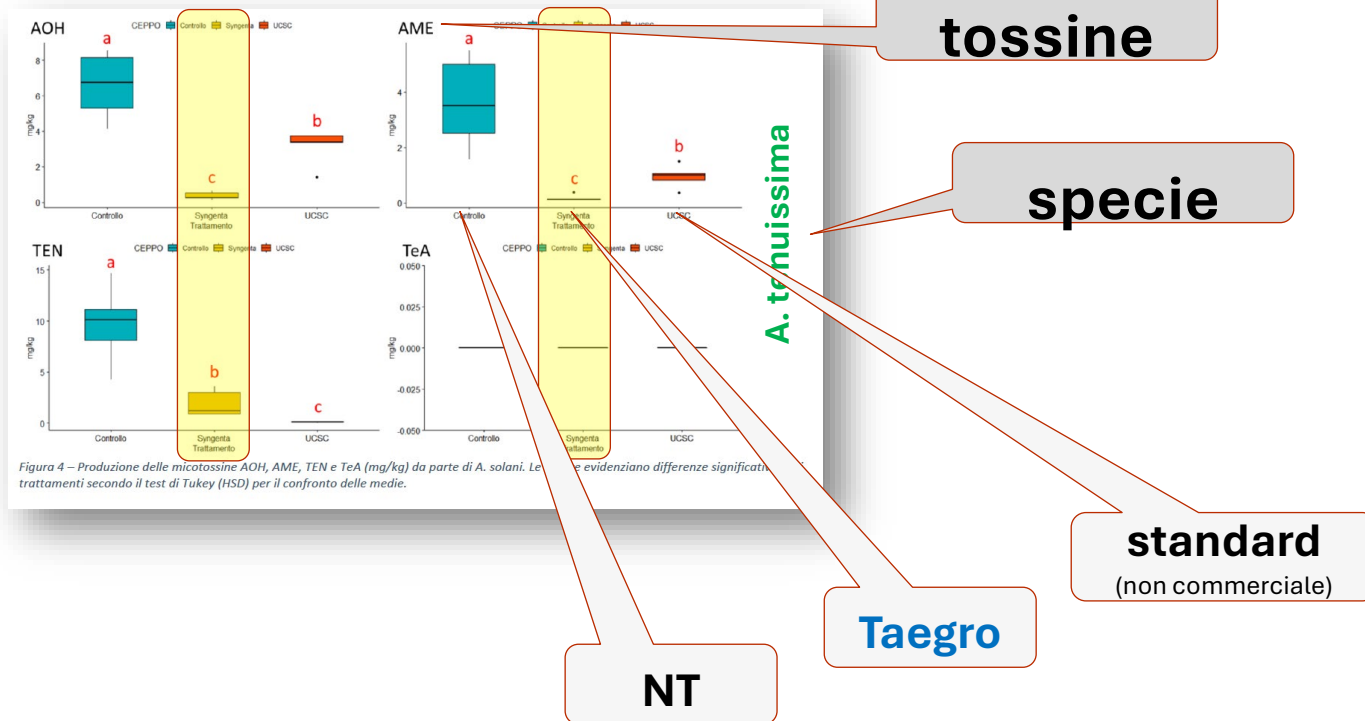 tossine
specie
standard
(non commerciale)
Taegro
NT
A. tenuissima
AOH
CEPPO Controllo Syngenta UCSC
a
b
c
mg/kg
8
6
4
2
0
Controllo
Syngenta
UCSC
Trattamento
AME
CEPPO UCSC
a
b
c
mg/kg
4
2
0
Controllo
Syngenta
UCSC
Trattamento
TEN
CEPPO Controllo Syngenta UCSC
a
b
c
mg/kg
15
10
5
0
Controllo
Syngenta
UCSC
Trattamento
TeA
CEPPO Controllo Syngenta UCSC
mg/kg
0.050
0.025
0.000
-0.025
-0.050
Controllo
Syngenta
UCSC
Trattamento
Figura 4 – Produzione delle micotossine AOH, AME, TEN e TeA (mg/kg) da parte di A. solani. evidenziano differenze
trattamenti secondo il test di Tukey (HSD) per il confronto delle medie.